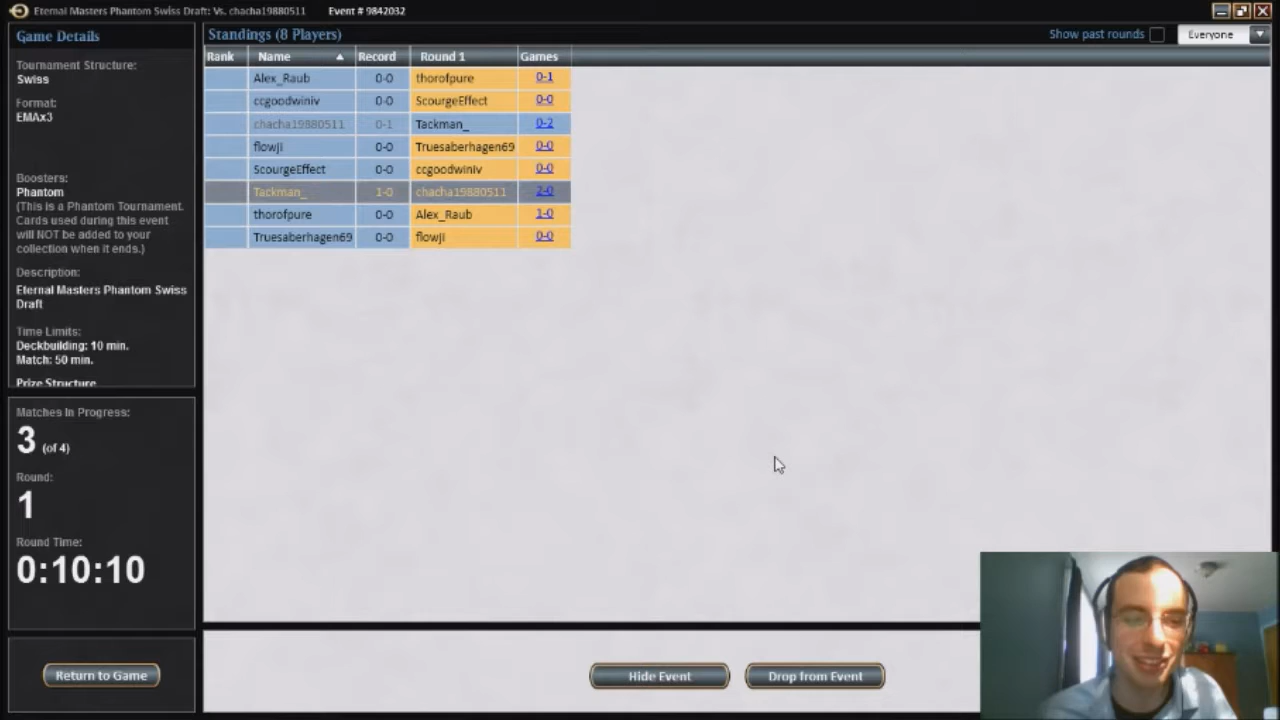 Eternal Masters Phantom Swiss Draft: Vs. chacha19880511 Event # 9842032
Game Details
Tournament Structure:
Swiss
Format:
EMAx3
Boosters:
Phantom
(This is a Phantom Tournament.
Cards used during this event
will NOT be added to your
collection when it ends.)
Description:
Eternal Masters Phantom Swiss
Draft
Time Limits:
Deckbuilding: 10 min.
Match: 50 min.
Prize Structure
Matches In Progress:
3 (of 4)
Round:
1
Round Time:
0:10:10
Return to Game
Standings (8 Players)
Show past rounds
Everyone
Rank Name Record Round 1 Games
Alex_Raub 0-0 thorofpure 0-1
ccgoodwiniv 0-0 ScourgeEffect 0-0
chacha19880511 0-1 Tackman_ 0-2
flowji 0-0 Truesaberhagen69 0-0
ScourgeEffect 0-0 ccgoodwiniv 0-0
Tackman_ 1-0 chacha19880511 2-0
thorofpure 0-0 Alex_Raub 1-0
Truesaberhagen69 0-0 flowji 0-0
Hide Event
Drop from Event